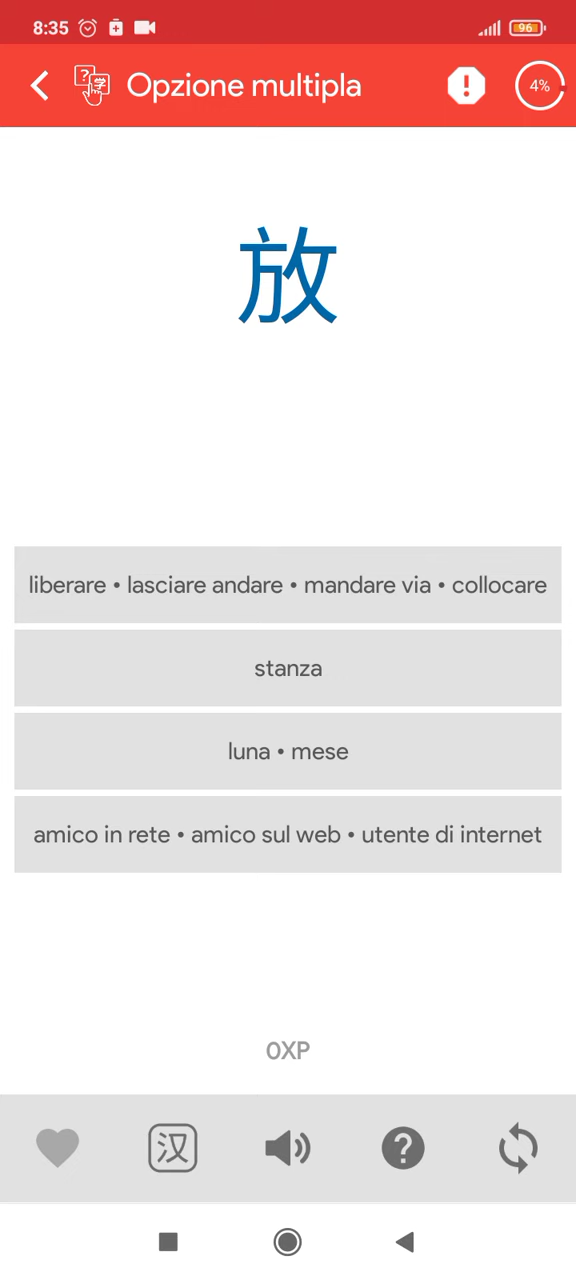 8:35
96
Opzione multipla
4%
放
liberare • lasciare andare • mandare via • collocare
stanza
luna • mese
amico in rete • amico sul web • utente di internet
0XP
汉